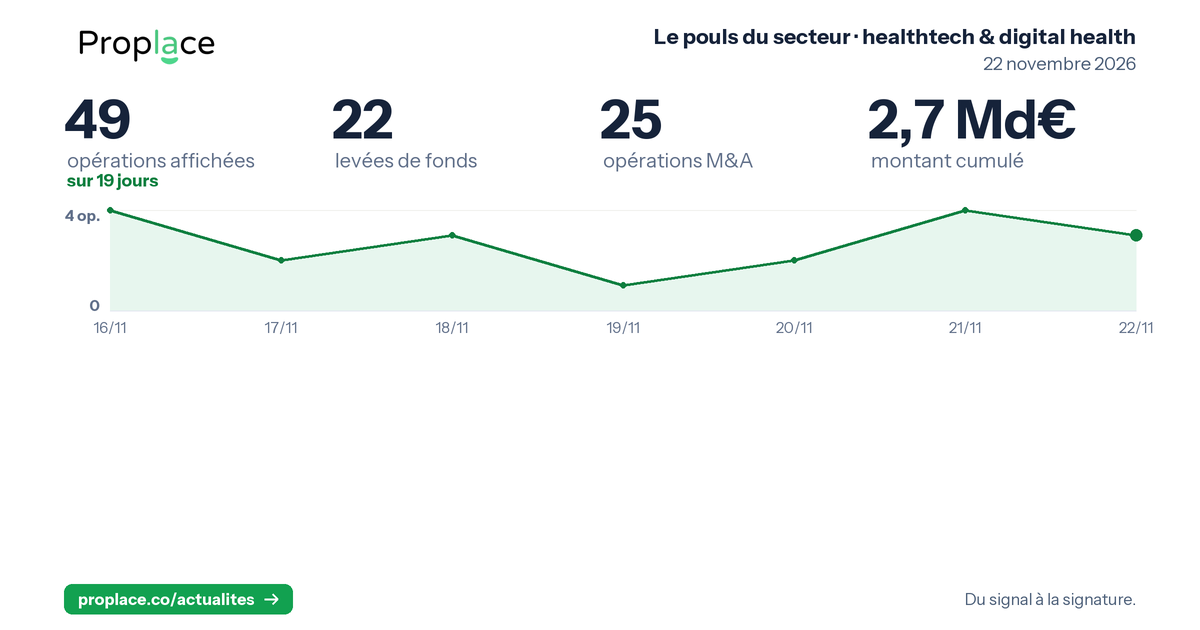 Proplace
Le pouls du secteur · healthtech & digital health
22 novembre 2026
49
opérations affichées
sur 19 jours
22
levées de fonds
25
opérations M&A
2,7 Md€
montant cumulé
4 op.
0
16/11
17/11
18/11
19/11
20/11
21/11
22/11
proplace.co/actualites →
Du signal à la signature.